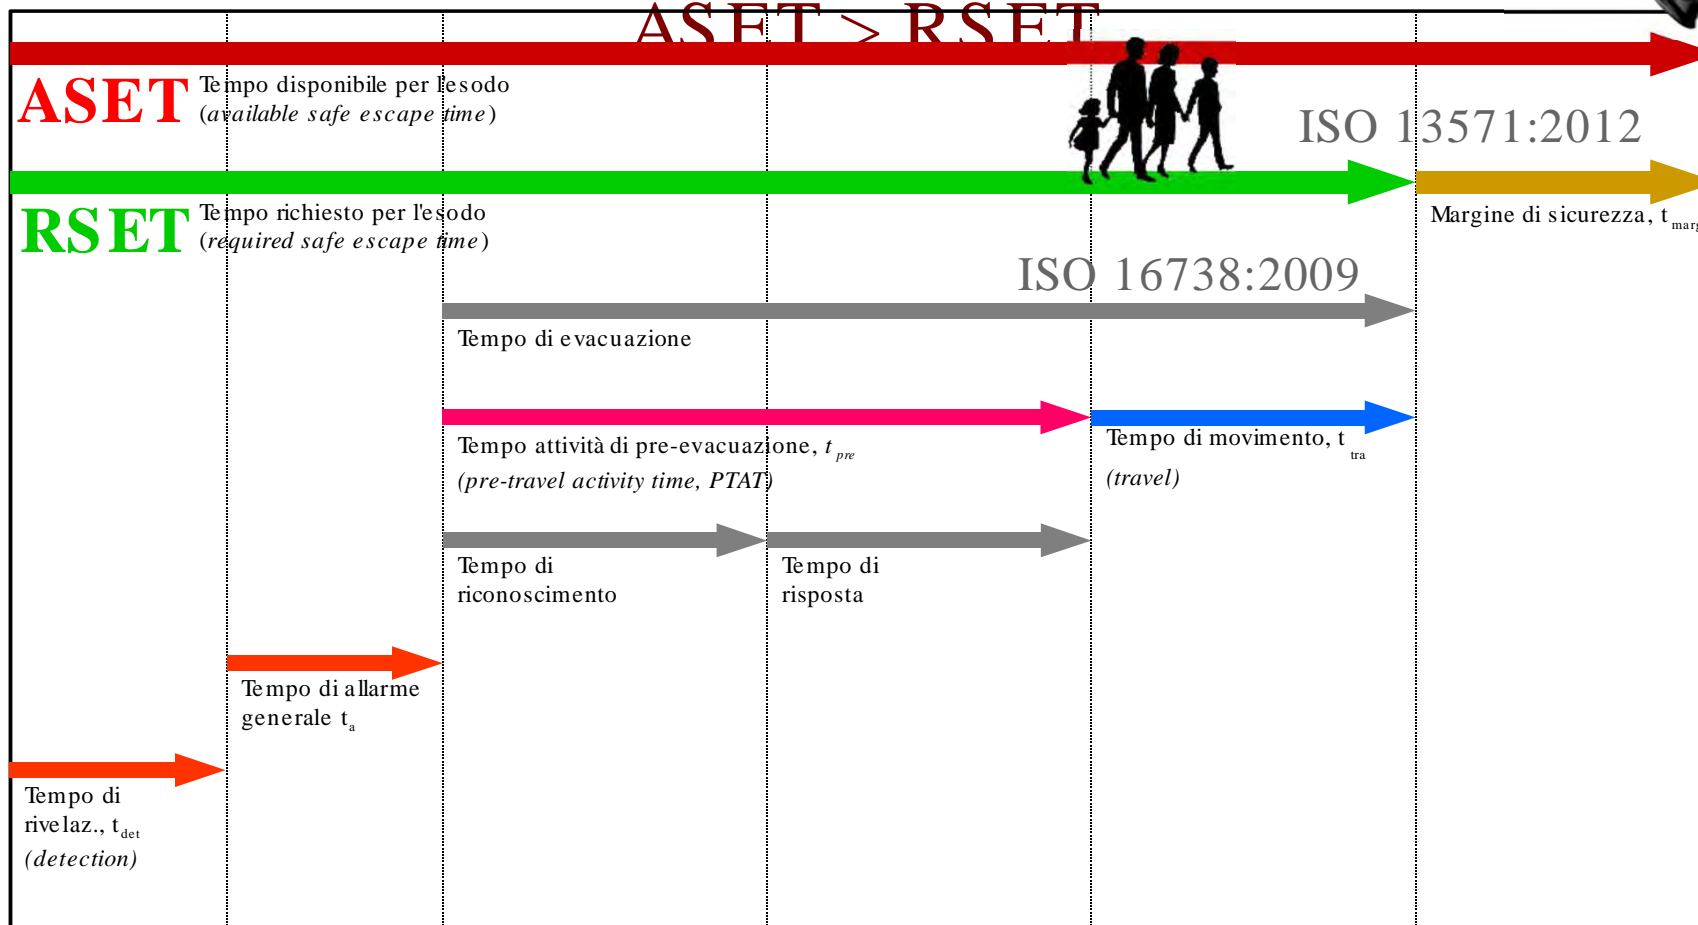 ASET > RSET
ASET Tempo disponibile per l'esodo
(available safe escape time)
ISO 13571:2012
RSET Tempo richiesto per l'esodo
(required safe escape time)
Margine di sicurezza, t marg
ISO 16738:2009
Tempo di evacuazione
Tempo attività di pre-evacuazione, t pre
(pre-travel activity time, PTAT)
Tempo di movimento, t tra
(travel)
Tempo di
riconoscimento
Tempo di
risposta
Tempo di allarme
generale t a
Tempo di
rivelaz., t det
(detection)